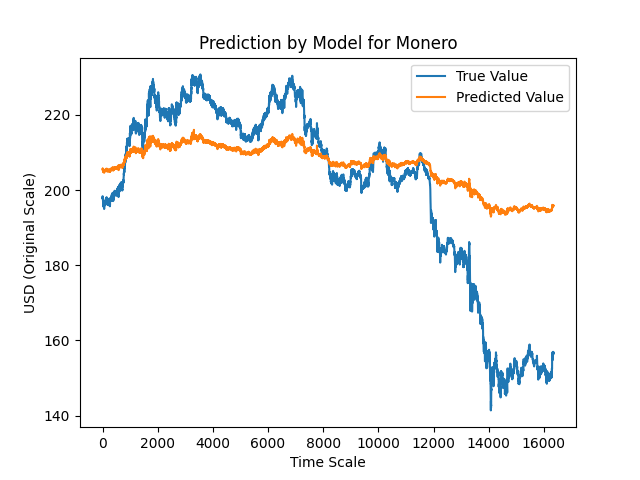 Prediction by Model for Monero
True Value
Predicted Value
USD (Original Scale)
220
200
180
160
140
0
2000
4000
6000
8000
10000
12000
14000
16000
Time Scale